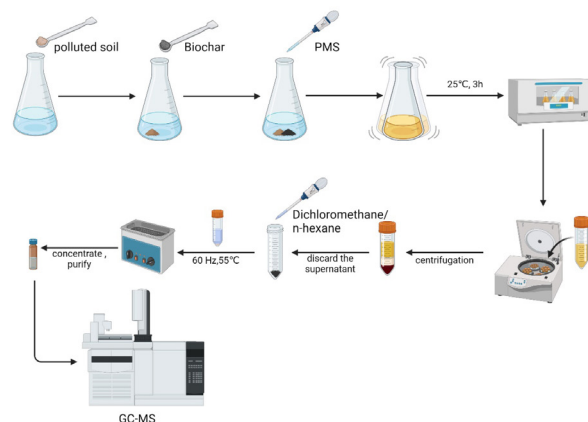 polluted soil
Biochar
PMS
25℃, 3h
Dichloromethane/
n-hexane
concentrate ,
purify
60 Hz,55℃
discard the
supernatant
centrifugation
GC-MS